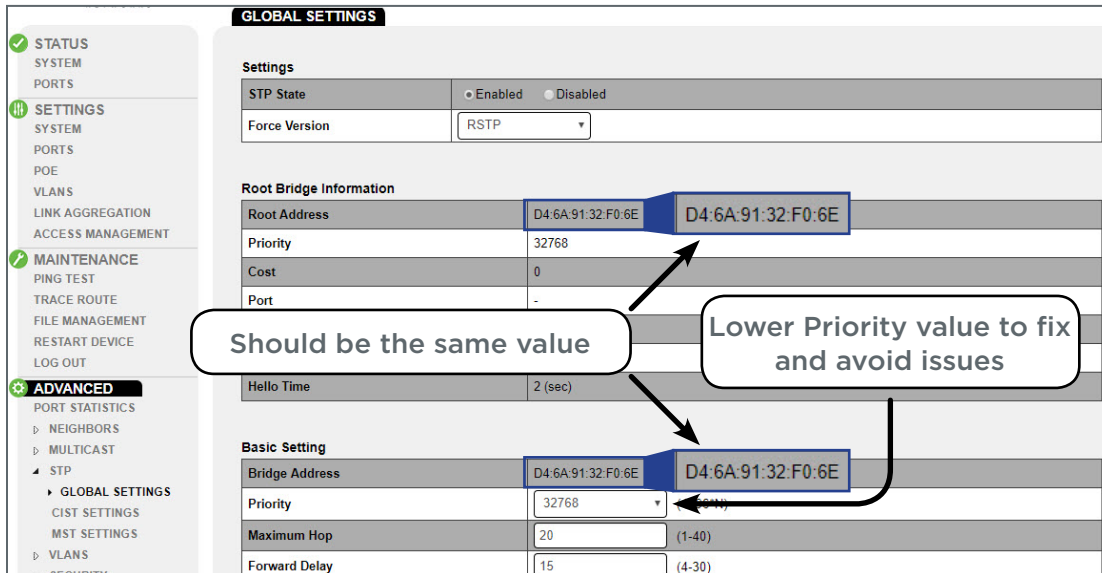 GLOBAL SETTINGS
STATUS
SYSTEM
PORTS
SETTINGS
SYSTEM
PORTS
POE
VLANS
LINK AGGREGATION
ACCESS MANAGEMENT
MAINTENANCE
PING TEST
TRACE ROUTE
FILE MANAGEMENT
RESTART DEVICE
LOG OUT
ADVANCED
PORT STATISTICS
NEIGHBORS
MULTICAST
STP
GLOBAL SETTINGS
CIST SETTINGS
MST SETTINGS
VLANS
Settings
STP State Enabled Disabled
Force Version RSTP
Root Bridge Information
Root Address D4:6A:91:32:F0:6E D4:6A:91:32:F0:6E
Priority 32768
Cost 0
Port -
Should be the same value
Lower Priority value to fix
and avoid issues
Hello Time 2 (sec)
Basic Setting
Bridge Address D4:6A:91:32:F0:6E D4:6A:91:32:F0:6E
Priority 32768
Maximum Hop 20 (1-40)
Forward Delay 15 (4-30)